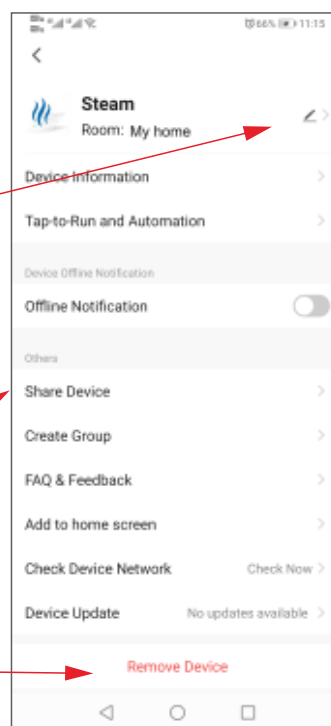 66% 11:15
Steam
Room: My home
Device Information
Tap-to-Run and Automation
Device Offline Notification
Offline Notification
Others
Share Device
Create Group
FAQ & Feedback
Add to home screen
Check Device Network Check Now
Device Update No updates available
Remove Device